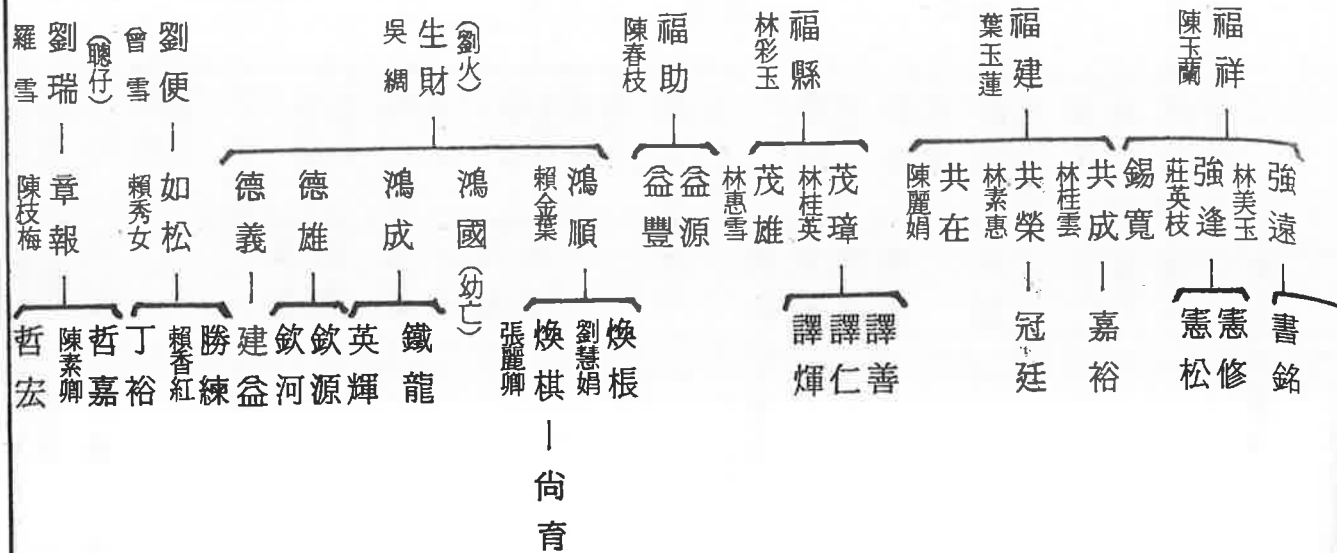 福祥
陳玉蘭
福建
葉玉蓮
福縣
林彩玉
福助
陳春枝
(劉火)
生財
吳綢
劉便
曾雪
(聰仔)
劉瑞
羅雪
強遠
林美玉
強逢
莊英枝
錫寬
共成
林桂雲
共榮
林素惠
共在
陳麗娟
茂璋
林桂英
茂雄
林惠雪
益源
益豐
鴻順
賴金葉
鴻國(幼亡)
鴻成
德雄
德義
如松
賴秀女
章報
陳枝梅
書銘
憲修
憲松
嘉裕
冠廷
譯善
譯仁
譯煇
煥棖
劉慧娟
煥棋
張麗卿
鐵龍
英輝
欽源
欽河
建益
勝練
賴香紅
丁裕
哲嘉
陳素卿
哲宏
尙育